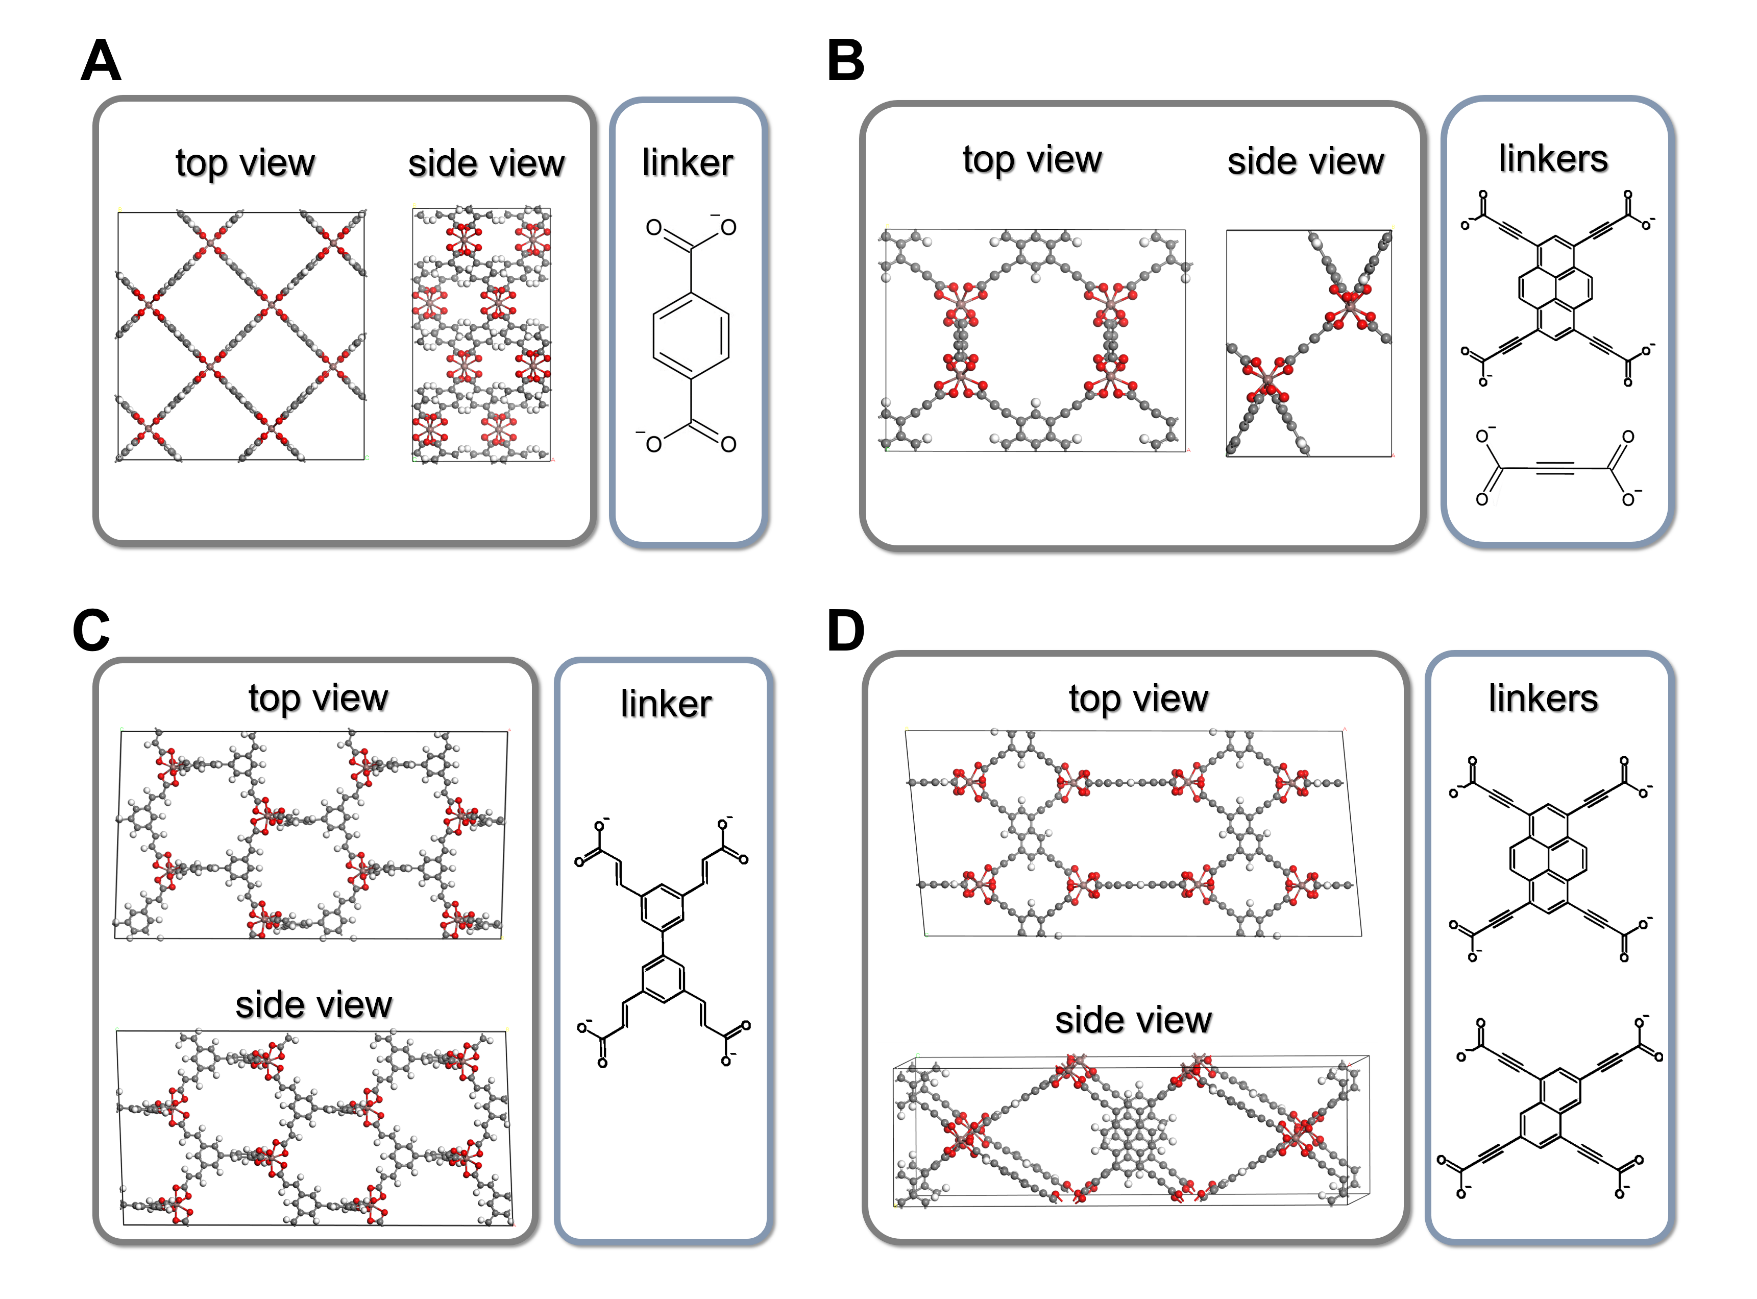 A
B
top view
side view
linker
O
O⁻
⁻O
O
top view
side view
linkers
O
O
O⁻
O⁻
O
O⁻
O⁻
O
O⁻
O
O
O⁻
C
D
top view
linker
O⁻
O⁻
O
O
O⁻
O
O
O⁻
side view
top view
linkers
O
O
O⁻
O⁻
O
O⁻
O⁻
O
side view
O
O⁻
O⁻
O
O
O
O⁻
O⁻